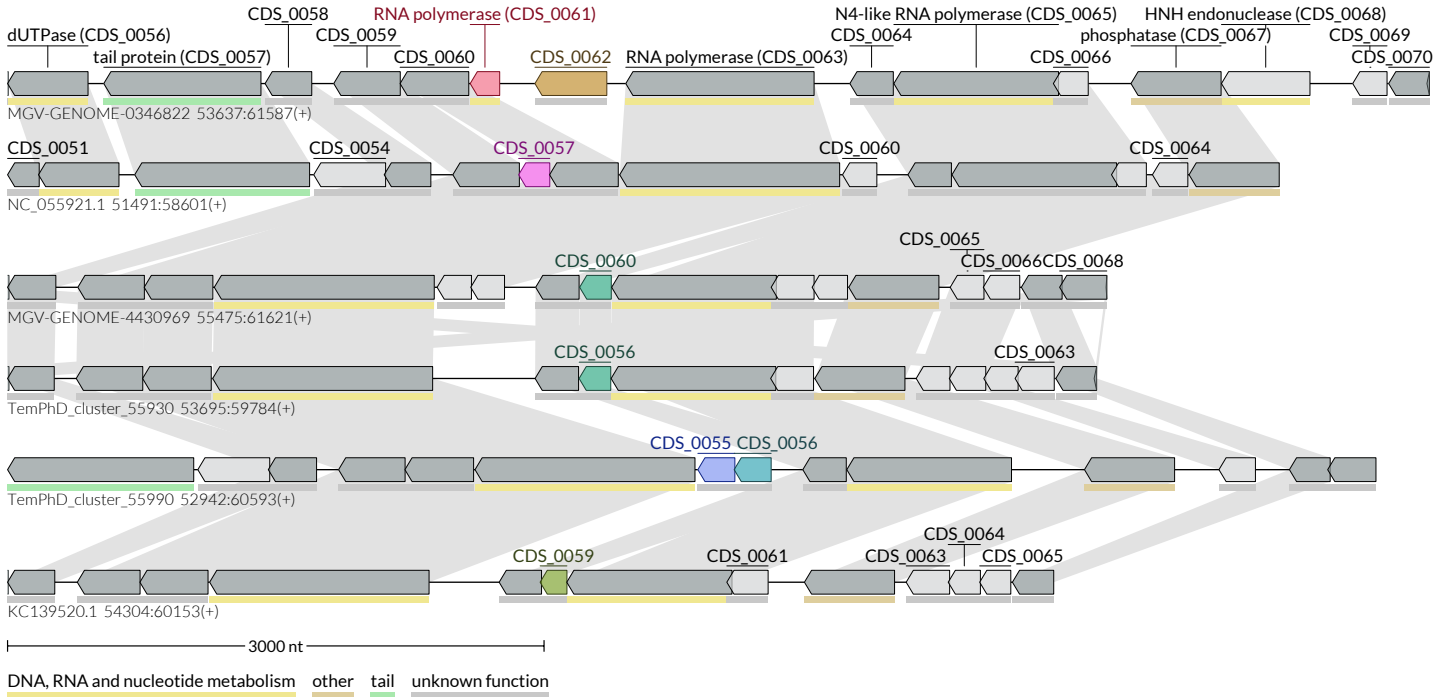 CDS_0058 RNA polymerase (CDS_0061) N4-like RNA polymerase (CDS_0065) HNH endonuclease (CDS_0068)
dUTPase (CDS_0056) CDS_0059 CDS_0064 phosphatase (CDS_0067) CDS_0069
tail protein (CDS_0057) CDS_0060 CDS_0062 RNA polymerase (CDS_0063) CDS_0066 CDS_0070
MGV-GENOME-0346822 53637:61587(+)
CDS_0051 CDS_0054 CDS_0057 CDS_0060 CDS_0064
NC_055921.1 51491:58601(+)
CDS_0065
CDS_0060 CDS_0066 CDS_0068
MGV-GENOME-4430969 55475:61621(+)
CDS_0056 CDS_0063
TemPhD_cluster_55930 53695:59784(+)
CDS_0055 CDS_0056
TemPhD_cluster_55990 52942:60593(+)
CDS_0064
CDS_0059 CDS_0061 CDS_0063 CDS_0065
KC139520.1 54304:60153(+)
3000 nt
DNA, RNA and nucleotide metabolism other tail unknown function